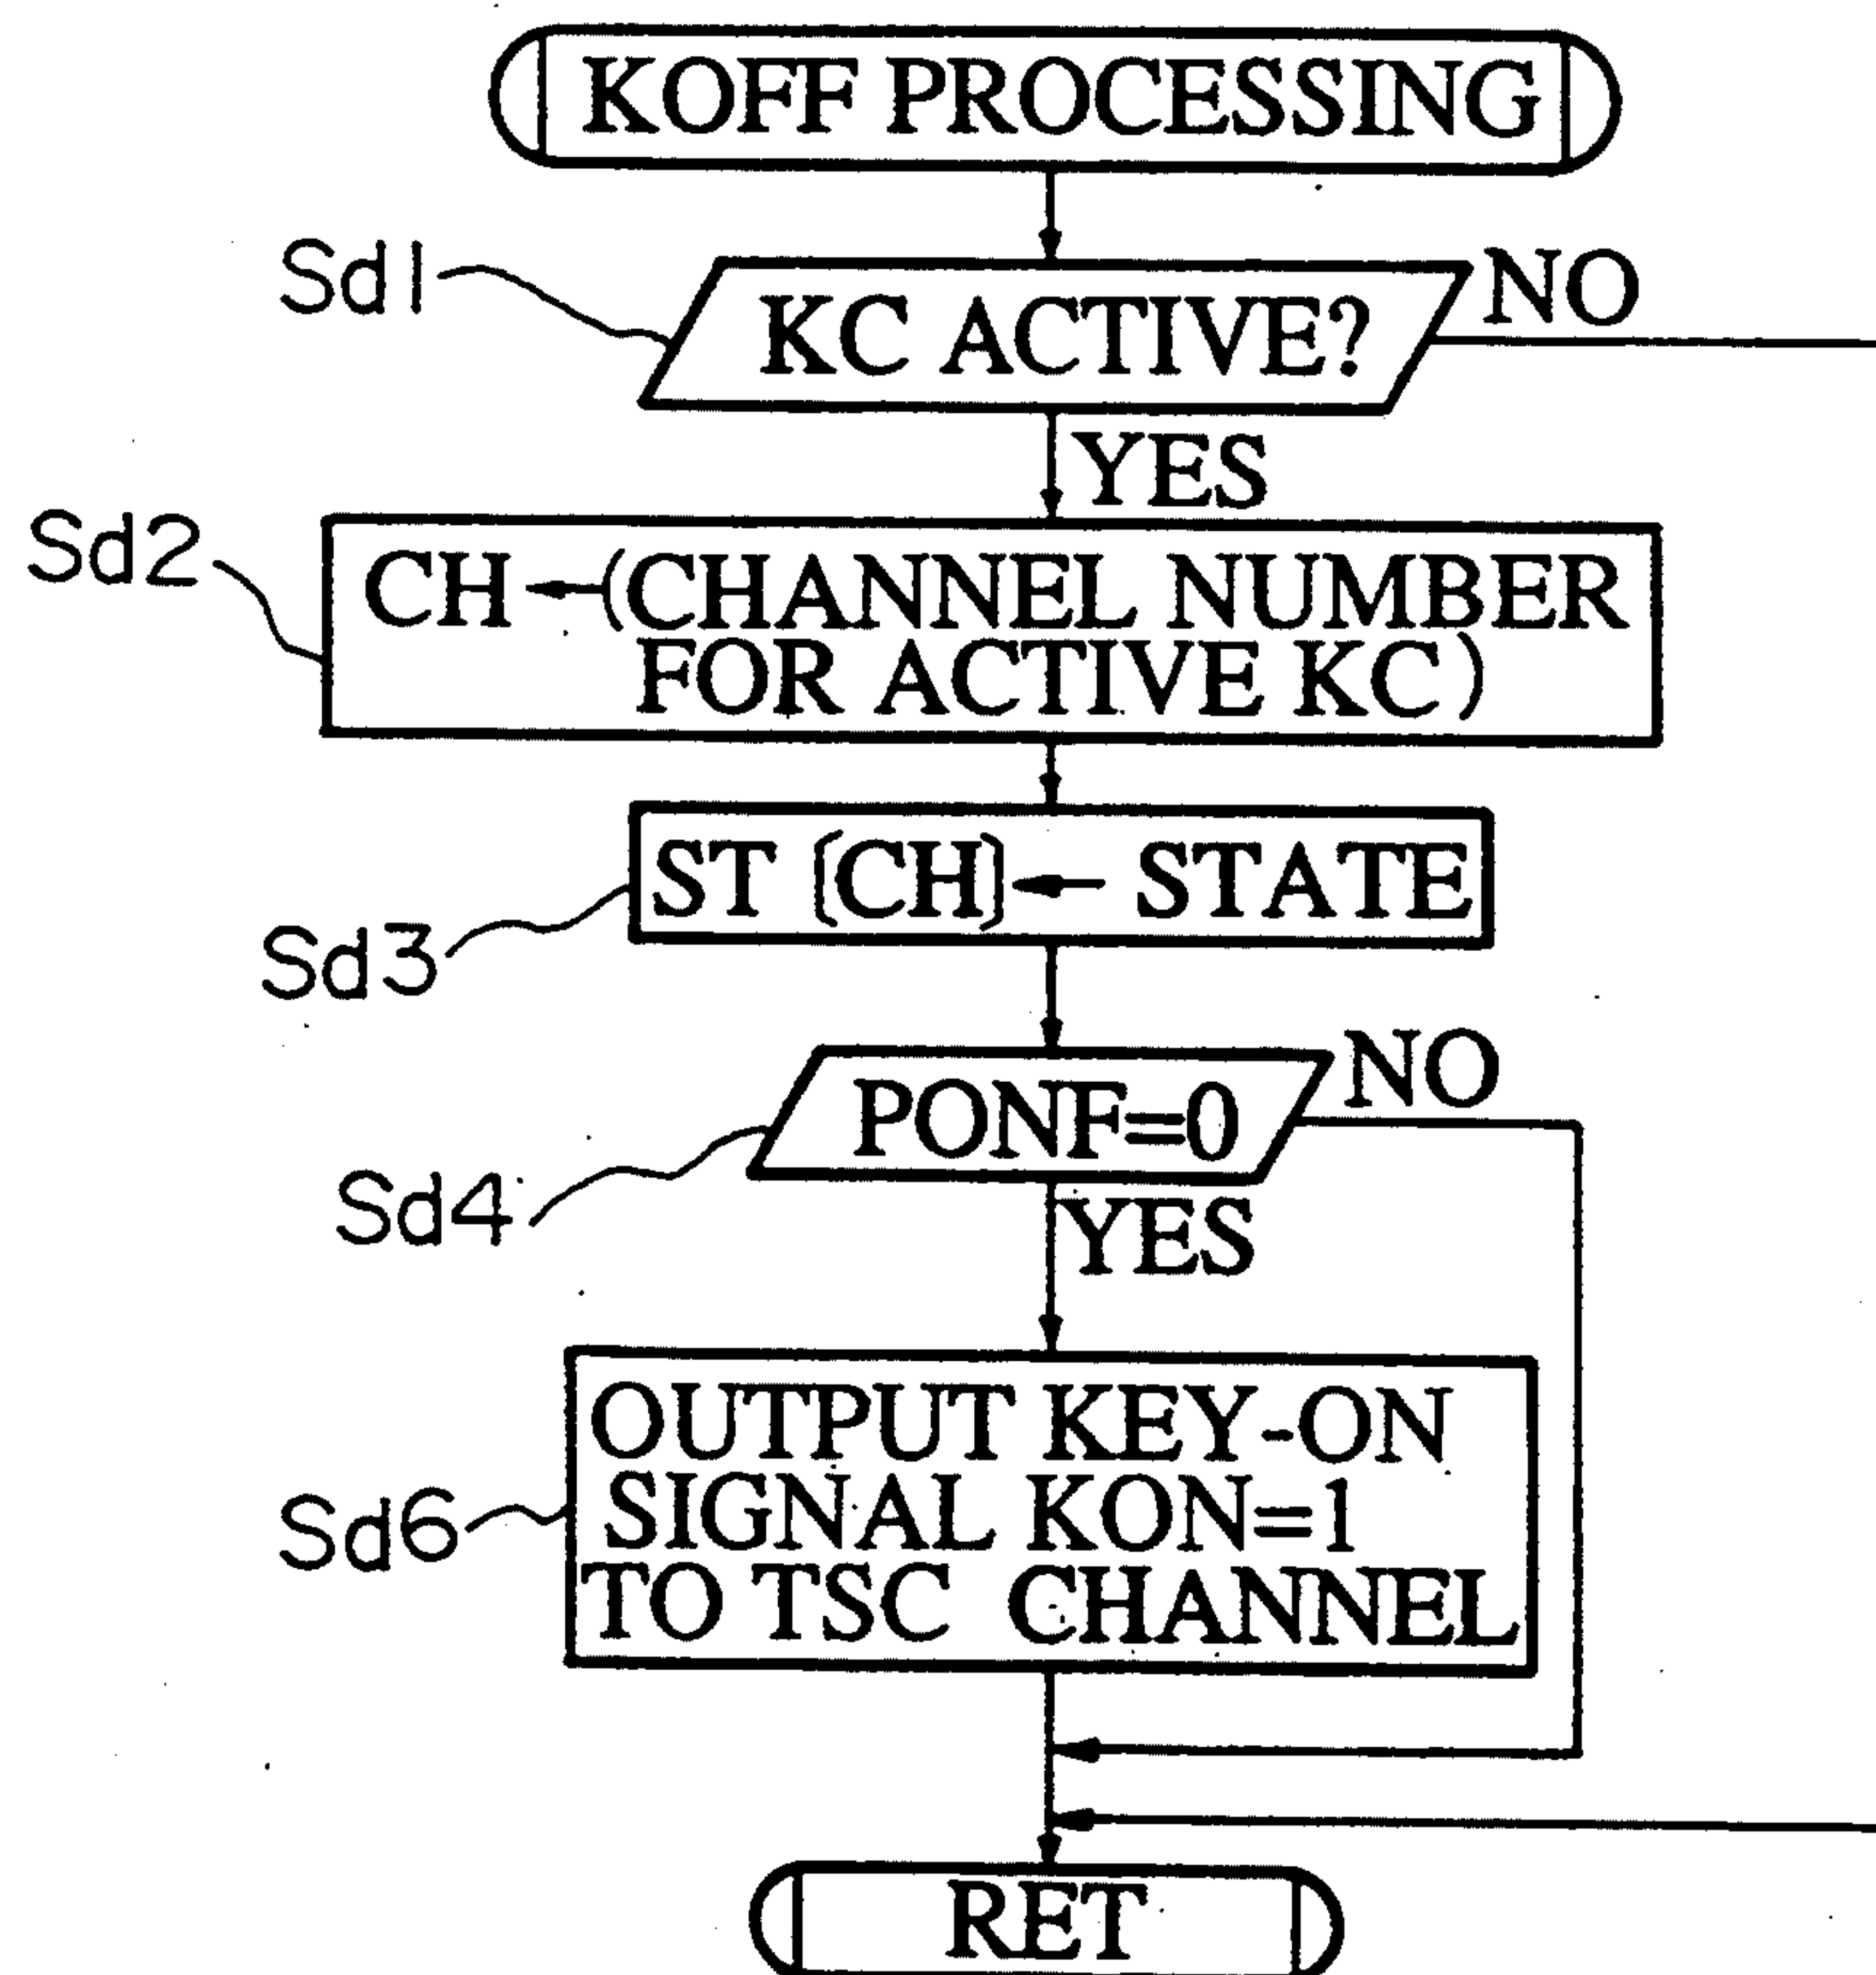 KOFF PROCESSING
Sd1
KC ACTIVE?
NO
YES
Sd2
CH ← (CHANNEL NUMBER
FOR ACTIVE KC)
ST [CH] ← STATE
Sd3
PONF=0
NO
Sd4
YES
OUTPUT KEY-ON
SIGNAL KON=1
TO TSC CHANNEL
Sd6
RET